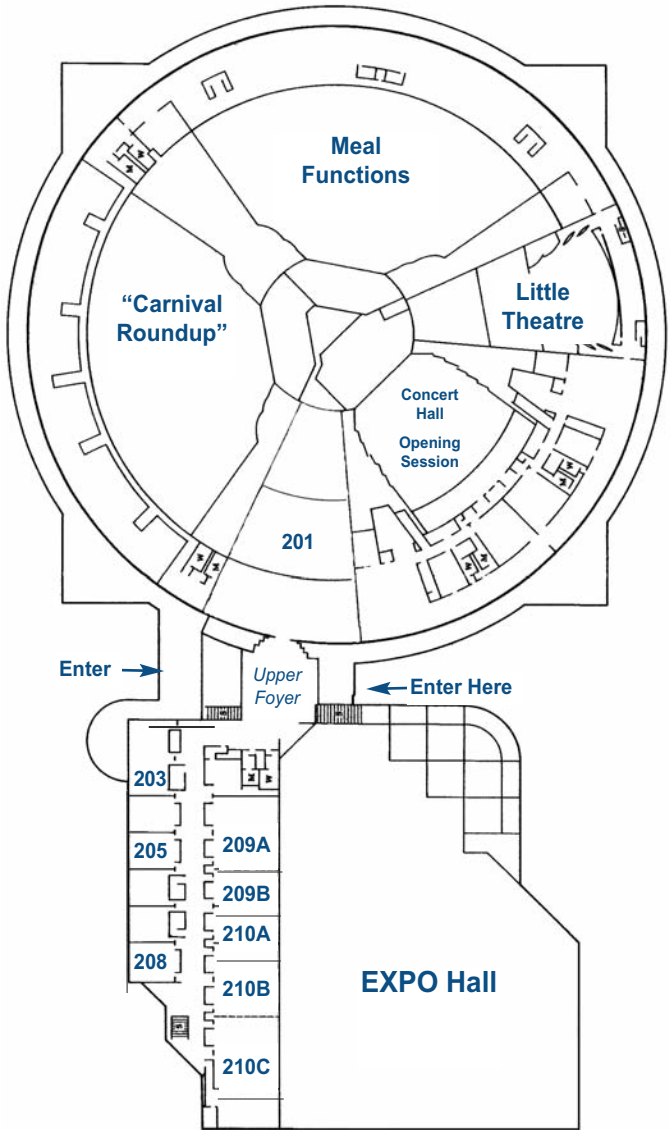 Meal
Functions
W
M
“Carnival
Roundup”
Little
Theatre
Concert
Hall
Opening
Session
W
M
201
W
M
W
M
Enter
Upper
Foyer
Enter Here
S
S
203
M
W
205
209A
209B
210A
208
210B
EXPO Hall
S
210C